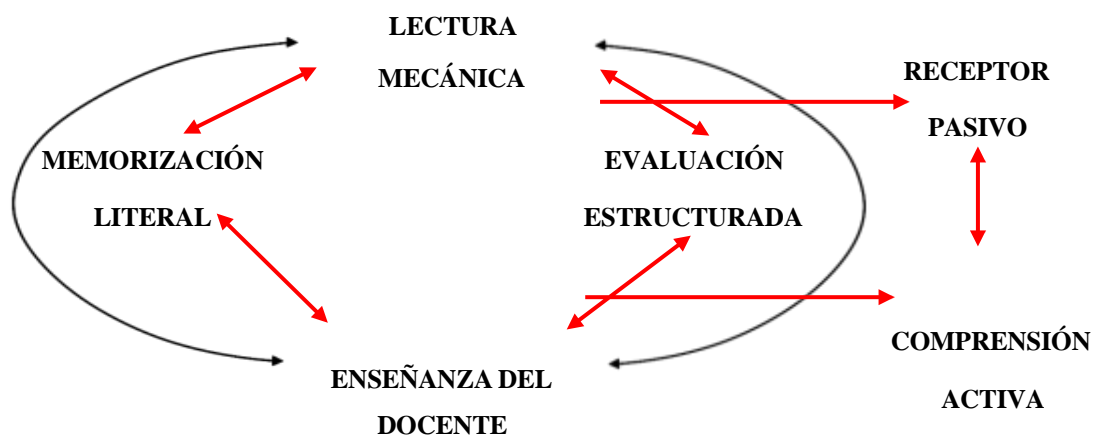 LECTURA
MECÁNICA
RECEPTOR
PASIVO
MEMORIZACIÓN
LITERAL
EVALUACIÓN
ESTRUCTURADA
ENSEÑANZA DEL
DOCENTE
COMPRENSIÓN
ACTIVA